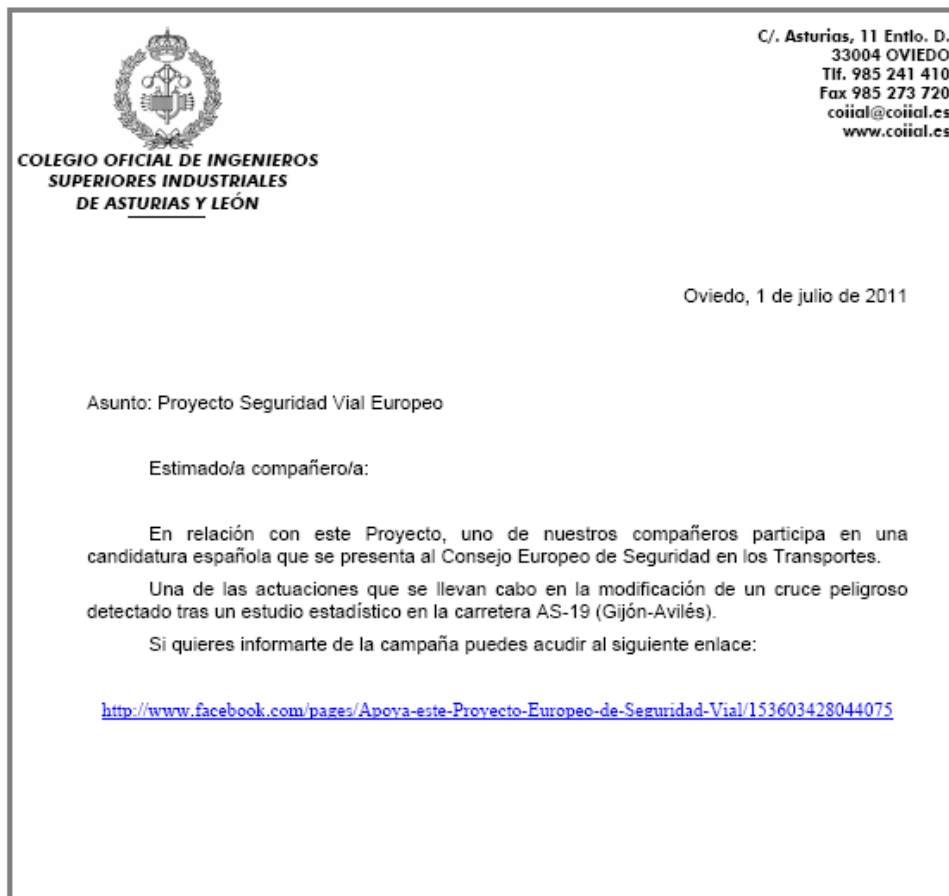 C/. Asturias, 11 Entlo. D.
33004 OVIEDO
Tlf. 985 241 410
Fax 985 273 720
coiial@coiial.es
www.coiial.es
COLEGIO OFICIAL DE INGENIEROS
SUPERIORES INDUSTRIALES
DE ASTURIAS Y LEÓN
Oviedo, 1 de julio de 2011
Asunto: Proyecto Seguridad Vial Europeo
Estimado/a compañero/a:
En relación con este Proyecto, uno de nuestros compañeros participa en una
candidatura española que se presenta al Consejo Europeo de Seguridad en los Transportes.
Una de las actuaciones que se llevan cabo en la modificación de un cruce peligroso
detectado tras un estudio estadístico en la carretera AS-19 (Gijón-Avilés).
Si quieres informarte de la campaña puedes acudir al siguiente enlace:
http://www.facebook.com/pages/Apoya-este-Proyecto-Europeo-de-Seguridad-Vial/153603428044075